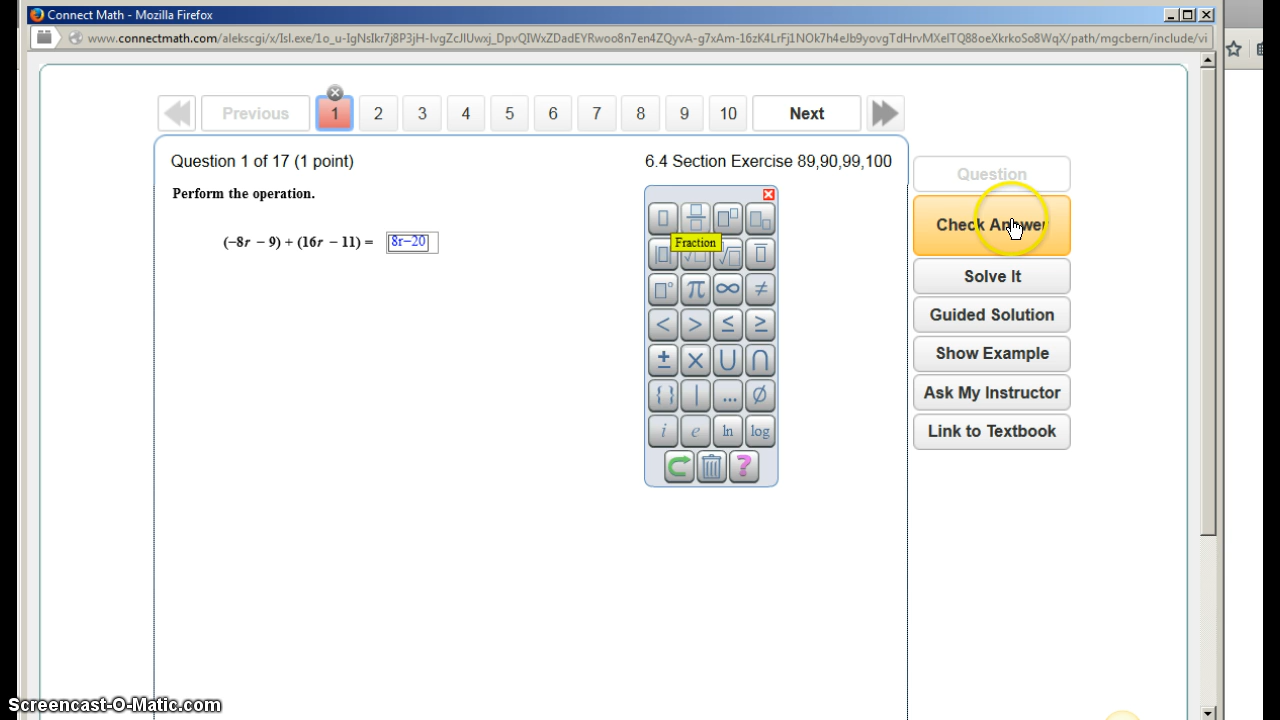 Connect Math - Mozilla Firefox
Previous 1 2 3 4 5 6 7 8 9 10 Next
Question 1 of 17 (1 point) 6.4 Section Exercise 89,90,99,100
Question
Perform the operation.
Check Answer
(−8r − 9) + (16r − 11) = 8r−20
Fraction
Solve It
π ∞ ≠
Guided Solution
< > ≤ ≥
Show Example
± × ∪ ∩
Ask My Instructor
{ } | ... ∅
Link to Textbook
i e ln log
?
Screencast-O-Matic.com